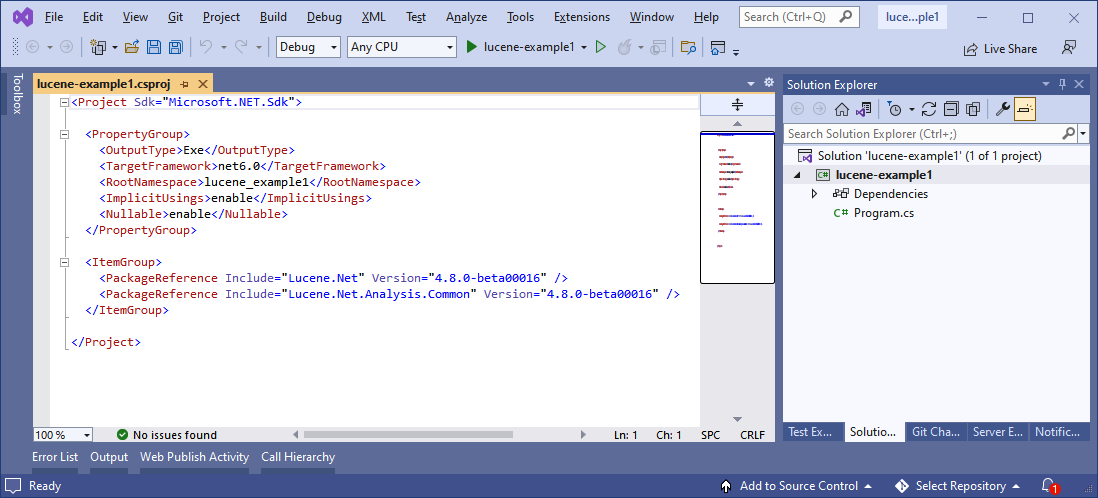 File Edit View Git Project Build Debug XML Test Analyze Tools Extensions Window Help Search (Ctrl+Q) luce...ple1
Debug Any CPU lucene-example1 Live Share
Toolbox
lucene-example1.csproj
<Project Sdk="Microsoft.NET.Sdk">
<PropertyGroup>
<OutputType>Exe</OutputType>
<TargetFramework>net6.0</TargetFramework>
<RootNamespace>lucene_example1</RootNamespace>
<ImplicitUsings>enable</ImplicitUsings>
<Nullable>enable</Nullable>
</PropertyGroup>
<ItemGroup>
<PackageReference Include="Lucene.Net" Version="4.8.0-beta00016" />
<PackageReference Include="Lucene.Net.Analysis.Common" Version="4.8.0-beta00016" />
</ItemGroup>
</Project>
100 % No issues found Ln: 1 Ch: 1 SPC CRLF
Solution Explorer
Search Solution Explorer (Ctrl+;)
Solution 'lucene-example1' (1 of 1 project)
C# lucene-example1
Dependencies
C# Program.cs
Test Ex... Solutio... Git Cha... Server E... Notific...
Error List Output Web Publish Activity Call Hierarchy
Ready Add to Source Control Select Repository 1